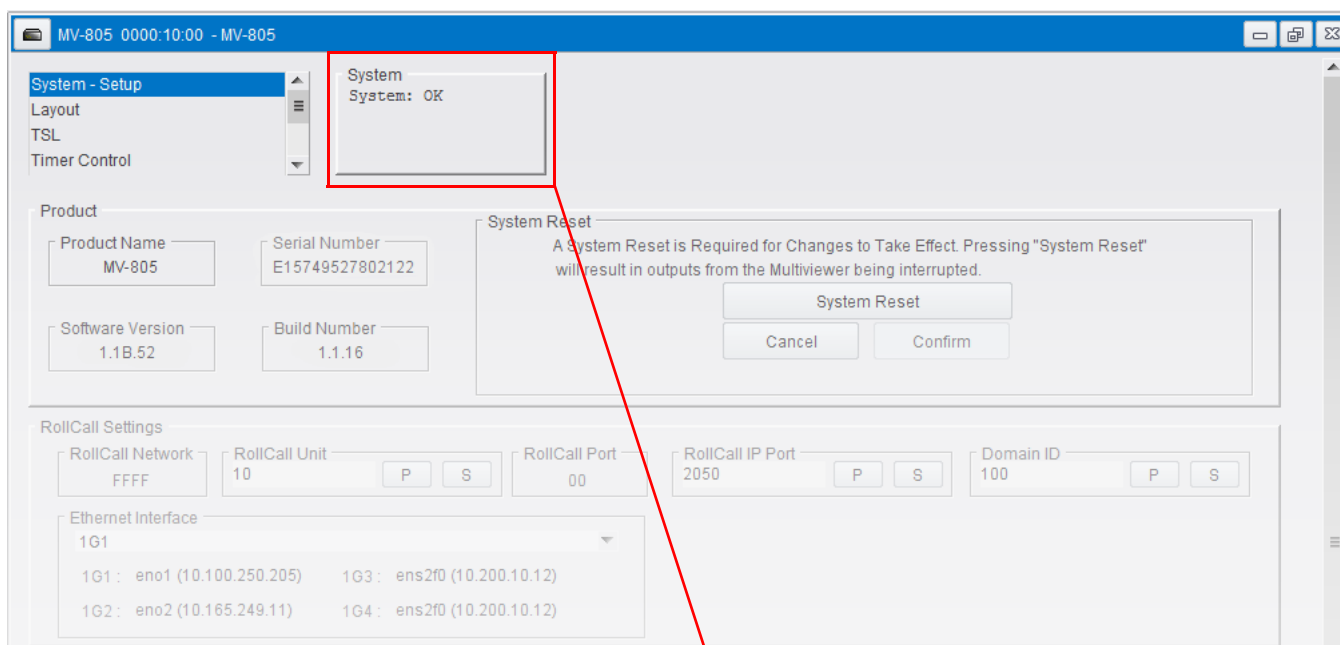 MV-805 0000:10:00 - MV-805
System - Setup
Layout
TSL
Timer Control
System
System: OK
Product
Product Name
MV-805
Serial Number
E15749527802122
Software Version
1.1B.52
Build Number
1.1.16
System Reset
A System Reset is Required for Changes to Take Effect. Pressing "System Reset"
will result in outputs from the Multiviewer being interrupted.
System Reset
Cancel
Confirm
RollCall Settings
RollCall Network
FFFF
RollCall Unit
10
P
S
RollCall Port
00
RollCall IP Port
2050
P
S
Domain ID
100
P
S
Ethernet Interface
1G1
1G1 : eno1 (10.100.250.205)
1G3 : ens2f0 (10.200.10.12)
1G2 : eno2 (10.165.249.11)
1G4 : ens2f0 (10.200.10.12)